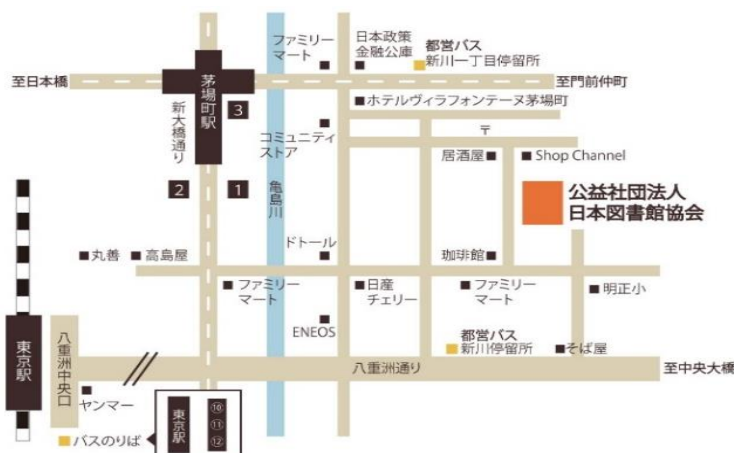 ファミリー
マート
日本政策
金融公庫
都営バス
新川一丁目停留所
至日本橋
茅場町駅
至門前仲町
新大橋通り
3
ホテルヴィラフォンテーヌ茅場町
コミュニティ
ストア
〒
居酒屋
Shop Channel
2
1
亀島川
公益社団法人
日本図書館協会
丸善
高島屋
ドトール
珈琲館
ファミリー
マート
日産
チェリー
ファミリー
マート
明正小
ENEOS
都営バス
新川停留所
そば屋
東京駅
八重洲中央口
八重洲通り
至中央大橋
ヤンマー
バスのりば
東京駅
⑩
⑪
⑫